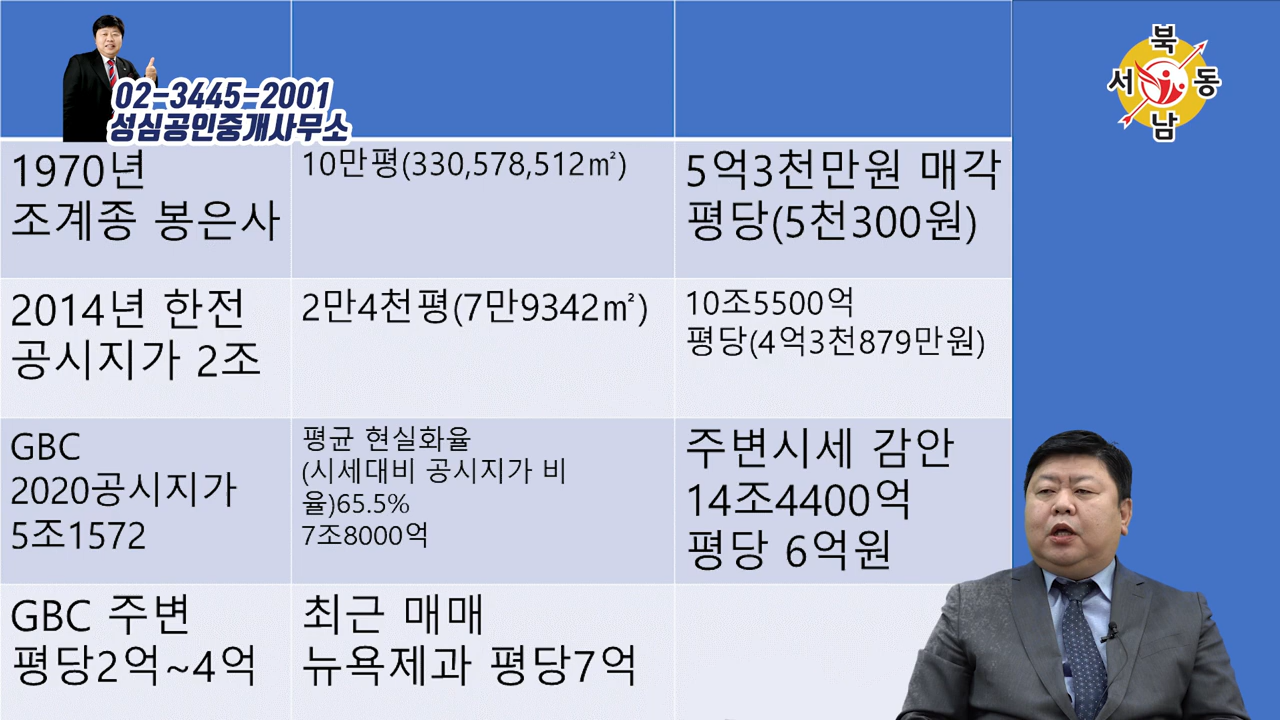 02-3445-2001
성심공인중개사무소
북
서 동
남
1970년
조계종 봉은사
10만평(330,578,512㎡)
5억3천만원 매각
평당(5천300원)
2014년 한전
공시지가 2조
2만4천평(7만9342㎡)
10조5500억
평당(4억3천879만원)
GBC
2020공시지가
5조1572
평균 현실화율
(시세대비 공시지가 비
율)65.5%
7조8000억
주변시세 감안
14조4400억
평당 6억원
GBC 주변
평당2억~4억
최근 매매
뉴욕제과 평당7억